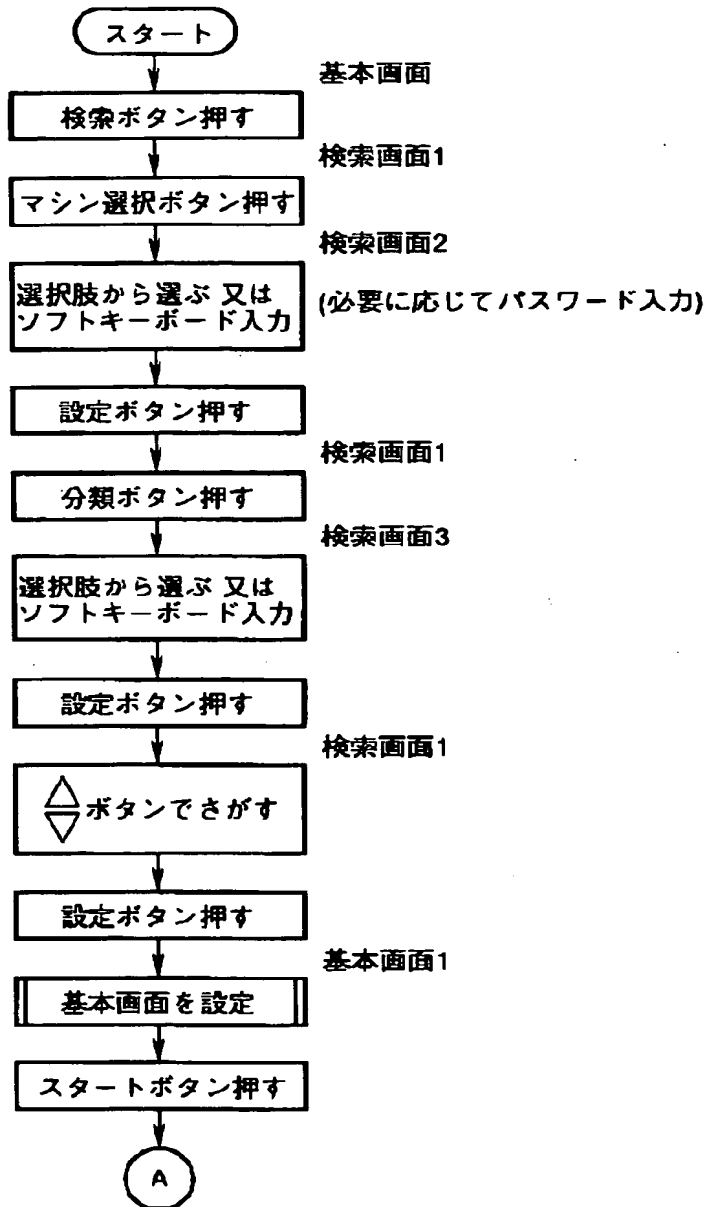 スタート
基本画面
検索ボタン押す
検索画面1
マシン選択ボタン押す
検索画面2
選択肢から選ぶ 又は
ソフトキーボード入力
(必要に応じてパスワード入力)
設定ボタン押す
検索画面1
分類ボタン押す
検索画面3
選択肢から選ぶ 又は
ソフトキーボード入力
設定ボタン押す
検索画面1
△▽ボタンでさがす
設定ボタン押す
基本画面1
基本画面を設定
スタートボタン押す
A